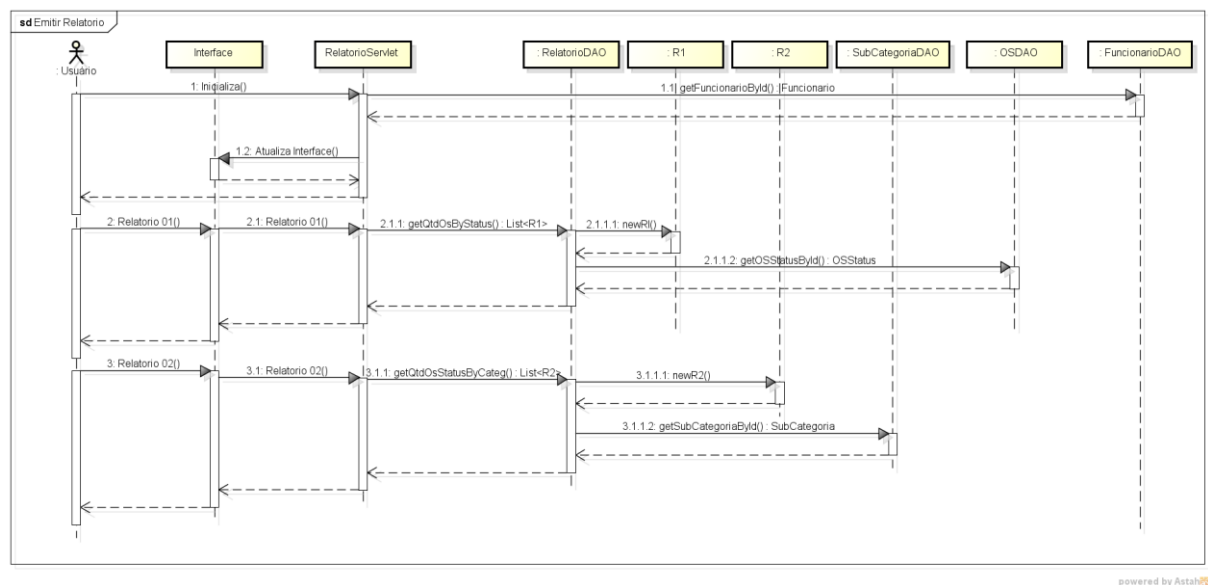 sd Emitir Relatorio
: Usuário
Interface
RelatorioServlet
: RelatorioDAO
: R1
: R2
: SubCategoriaDAO
: OSDAO
: FuncionarioDAO
1: Inicializa()
1.1: getFuncionarioById() : Funcionario
1.2: Atualiza Interface()
2: Relatorio 01()
2.1: Relatorio 01()
2.1.1: getQtdOsByStatus() : List<R1>
2.1.1.1: newRl()
2.1.1.2: getOSStatusById() : OSStatus
3: Relatorio 02()
3.1: Relatorio 02()
3.1.1: getQtdOsStatusByCateg() : List<R2>
3.1.1.1: newR2()
3.1.1.2: getSubCategoriaById() : SubCategoria
powered by Astah